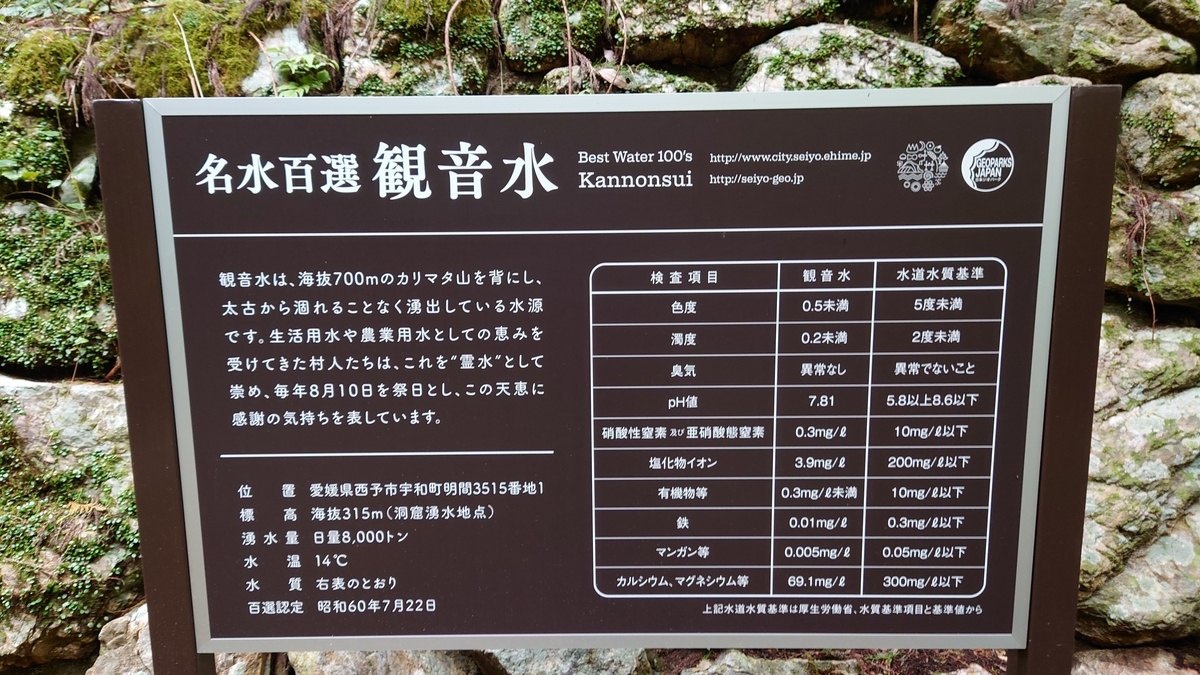 名水百選 観音水
Best Water 100's
Kannonsui
http://www.city.seiyo.ehime.jp
http://seiyo-geo.jp
GEOPARKS
JAPAN
日本ジオパーク
観音水は、海抜700mのカリマタ山を背にし、
太古から涸れることなく湧出している水源
です。生活用水や農業用水としての恵みを
受けてきた村人たちは、これを“霊水”として
崇め、毎年8月10日を祭日とし、この天恵に
感謝の気持ちを表しています。
位置 愛媛県西予市宇和町明間3515番地1
標高 海抜315m(洞窟湧水地点)
湧水量 日量8,000トン
水温 14℃
水質 右表のとおり
百選認定 昭和60年7月22日
検査項目 観音水 水道水質基準
色度 0.5未満 5度未満
濁度 0.2未満 2度未満
臭気 異常なし 異常でないこと
pH値 7.81 5.8以上8.6以下
硝酸性窒素及び亜硝酸態窒素 0.3mg/ℓ 10mg/ℓ以下
塩化物イオン 3.9mg/ℓ 200mg/ℓ以下
有機物等 0.3mg/ℓ未満 10mg/ℓ以下
鉄 0.01mg/ℓ 0.3mg/ℓ以下
マンガン等 0.005mg/ℓ 0.05mg/ℓ以下
カルシウム、マグネシウム等 69.1mg/ℓ 300mg/ℓ以下
上記水道水質基準は厚生労働省、水質基準項目と基準値から